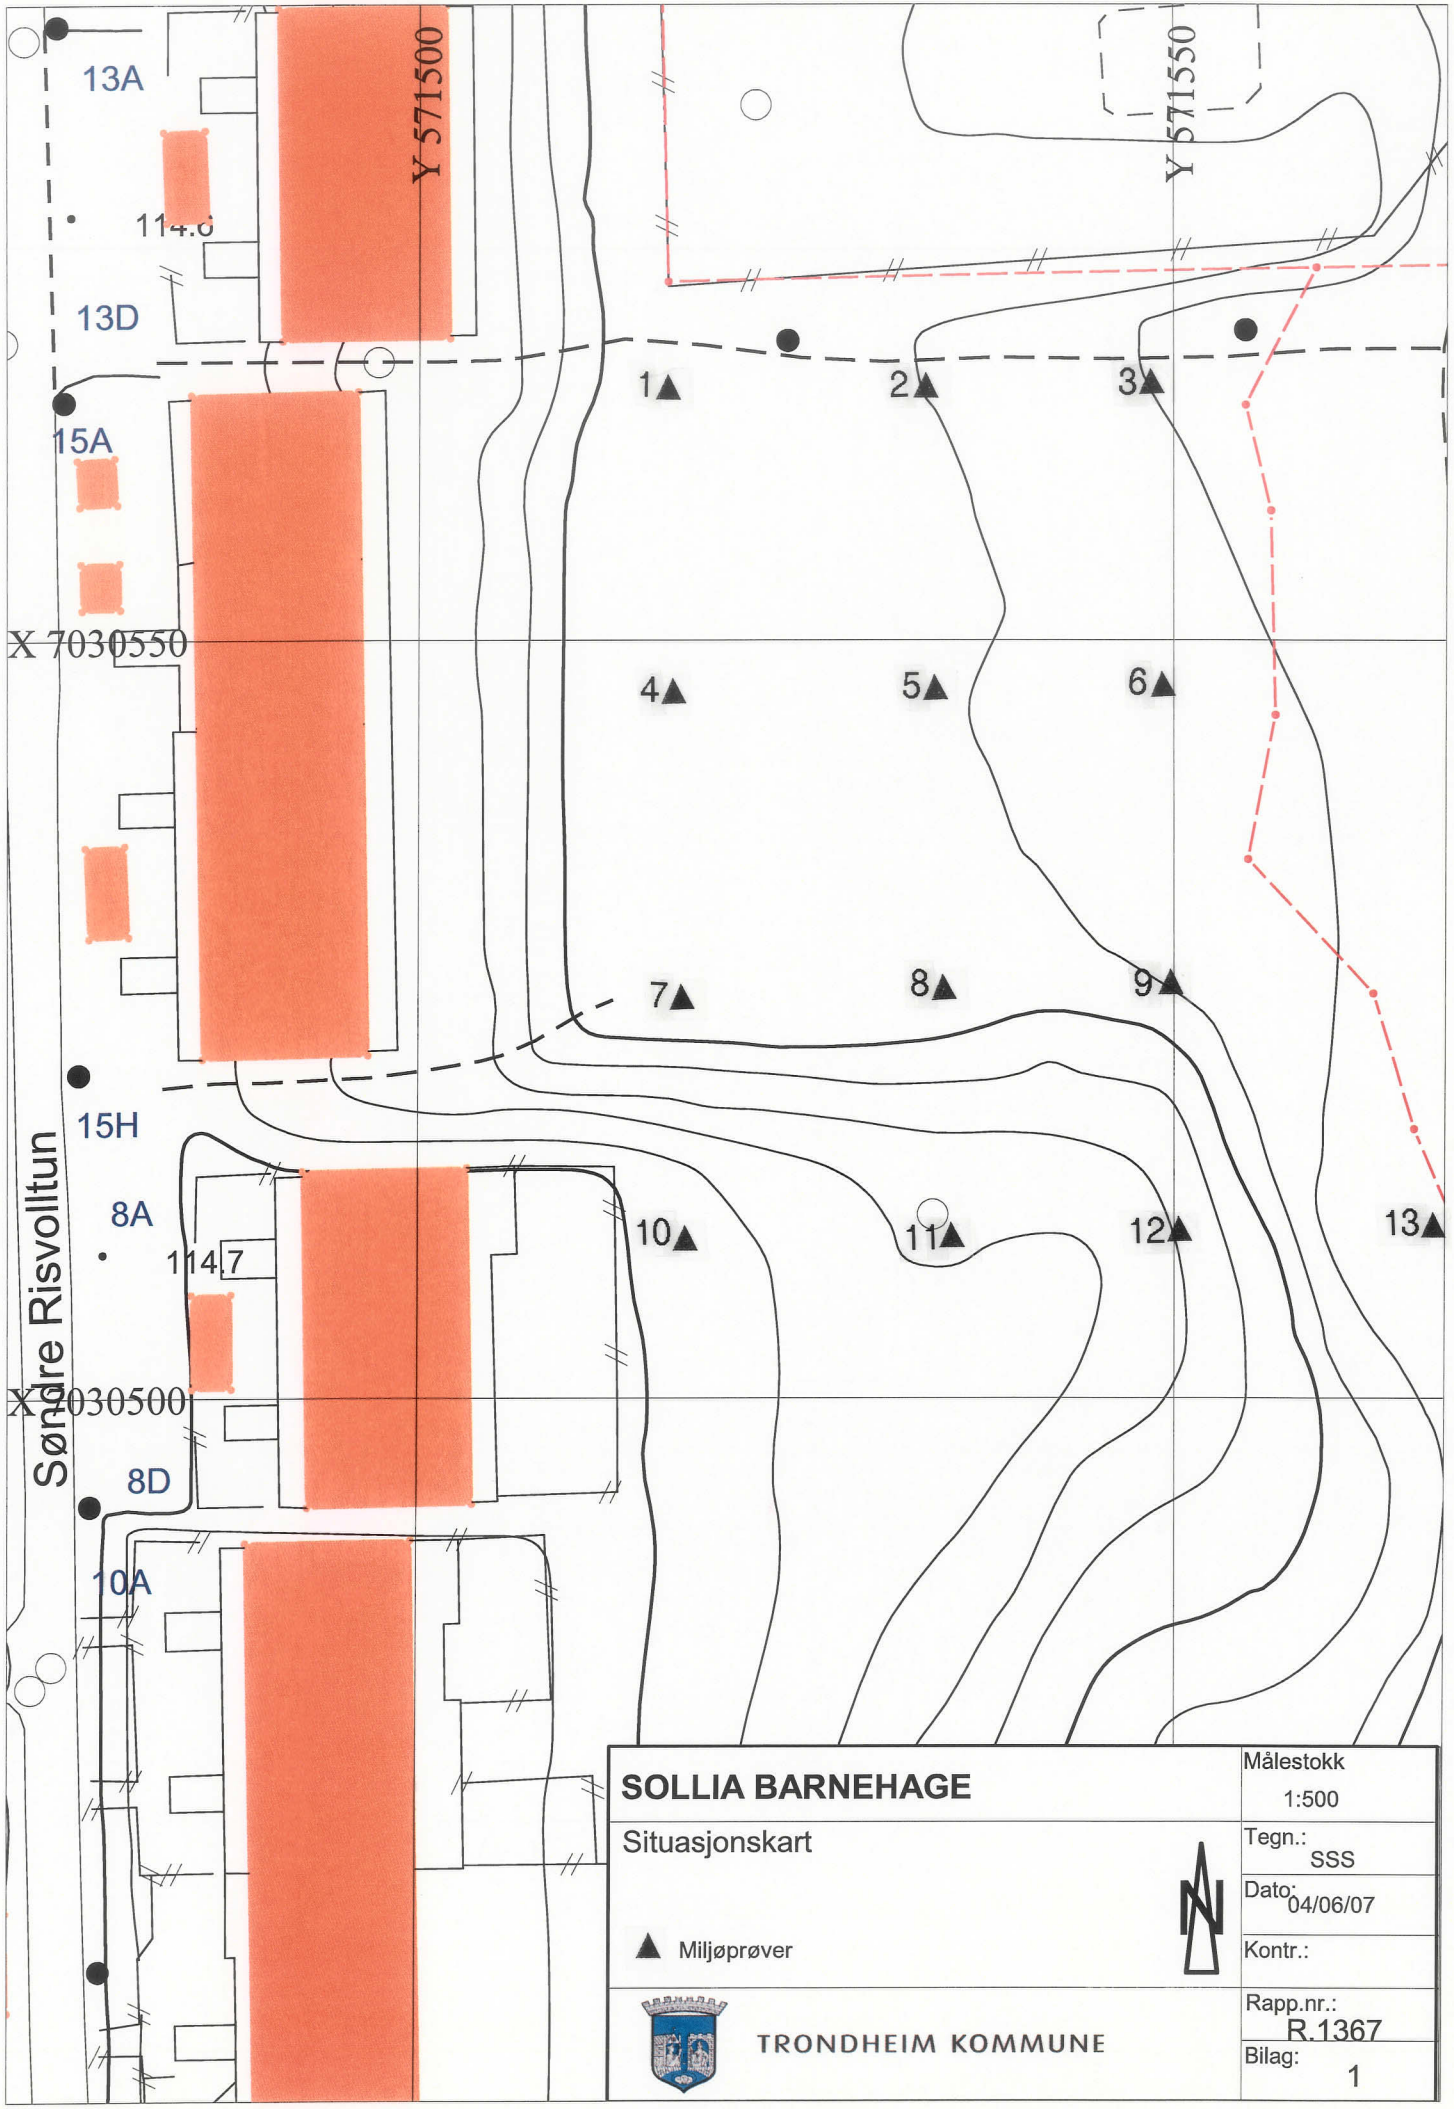 13A
Y 571500
Y 571550
114.6
13D
1
2
3
15A
X 7030550
4
5
6
7
8
9
15H
8A
114.7
10
11
12
13
X 7030500
Søndre Risvolltun
8D
10A
SOLLIA BARNEHAGE
Målestokk
1:500
Situasjonskart
Tegn.:
SSS
Dato:
04/06/07
N
Miljøprøver
Kontr.:
Rapp.nr.:
R.1367
TRONDHEIM KOMMUNE
Bilag:
1